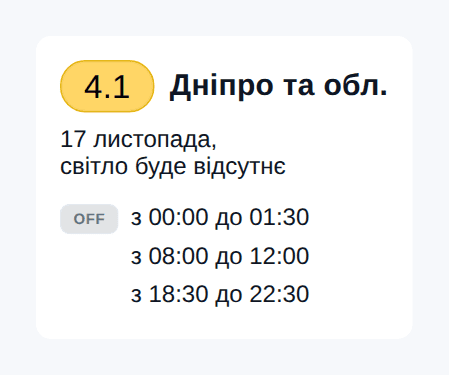 4.1 Дніпро та обл.
17 листопада,
світло буде відсутнє
OFF з 00:00 до 01:30
з 08:00 до 12:00
з 18:30 до 22:30